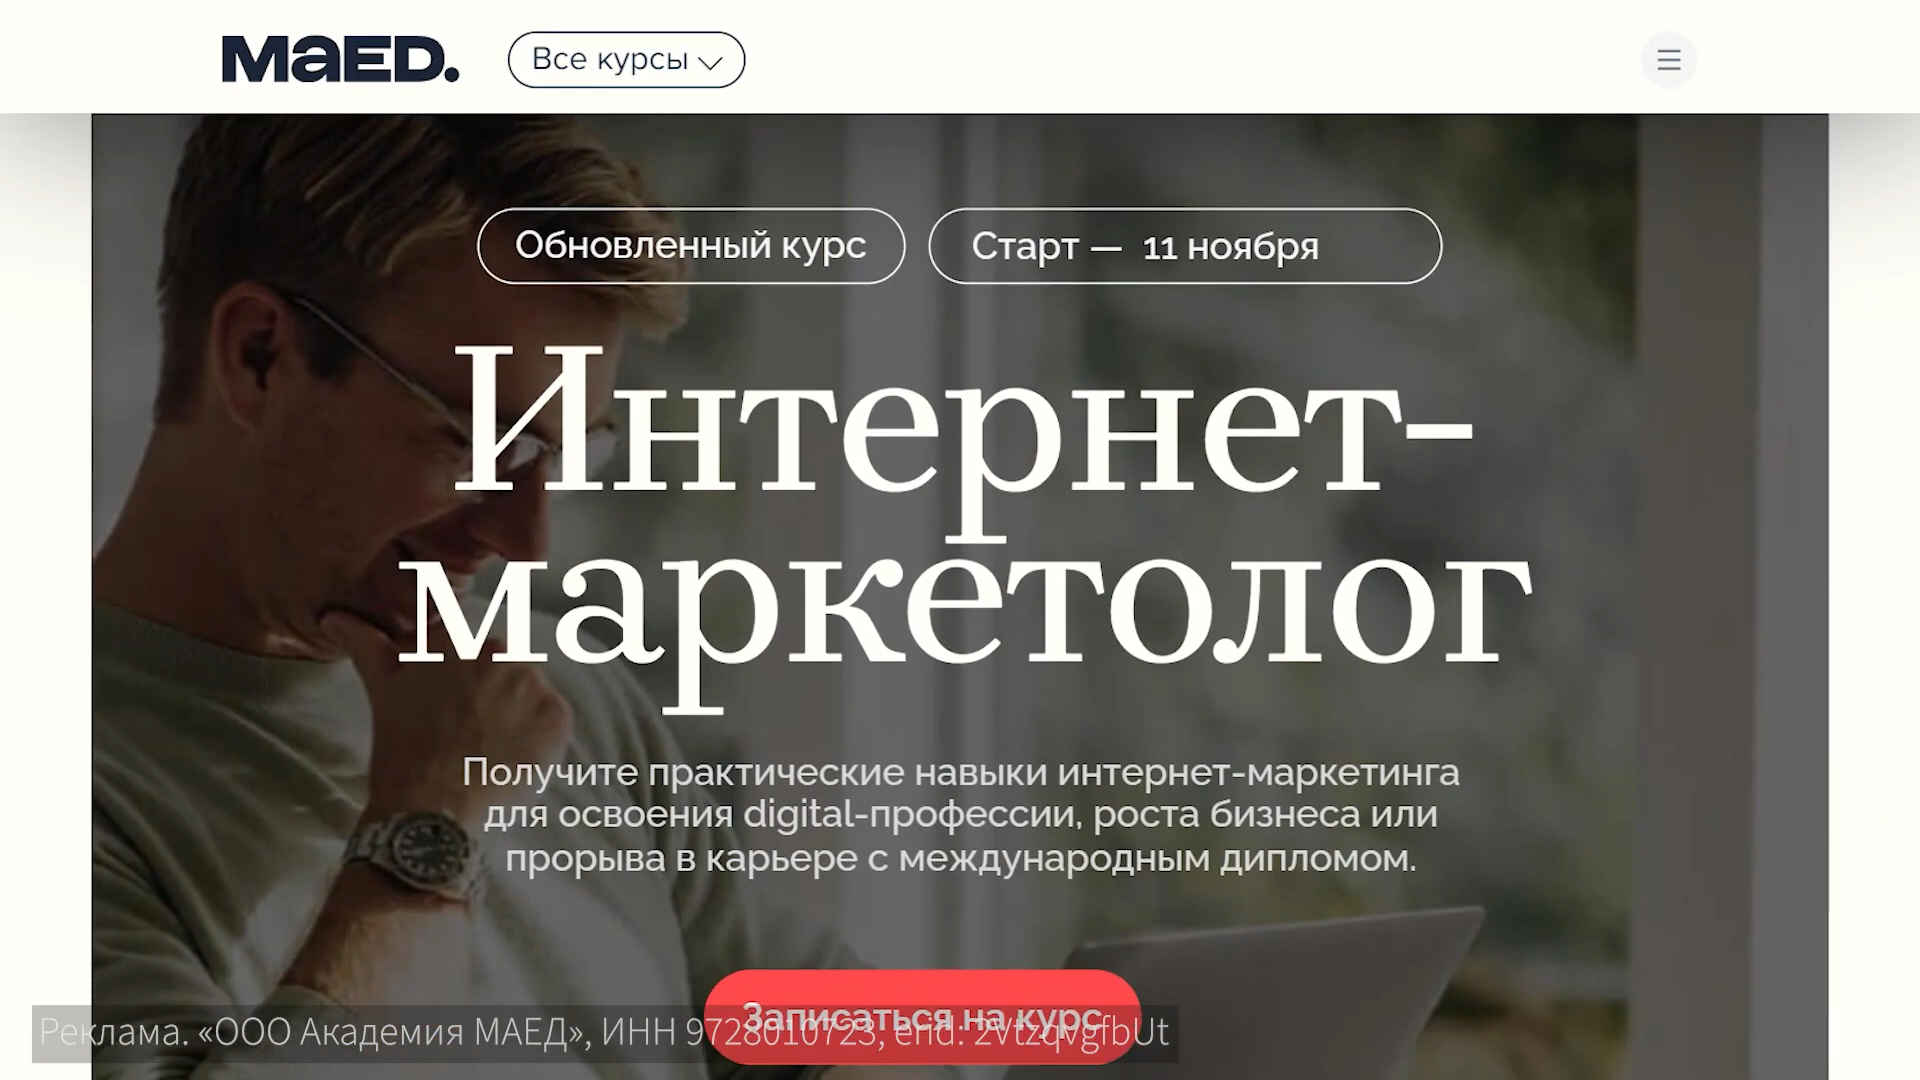 MAED.
Все курсы
Обновленный курс
Старт — 11 ноября
Интернет-
маркетолог
Получите практические навыки интернет-маркетинга
для освоения digital-профессии, роста бизнеса или
прорыва в карьере с международным дипломом.
Записаться на курс
Реклама. «ООО Академия МАЕД», ИНН 9728010723, erid: 2VtzqvgfbUt